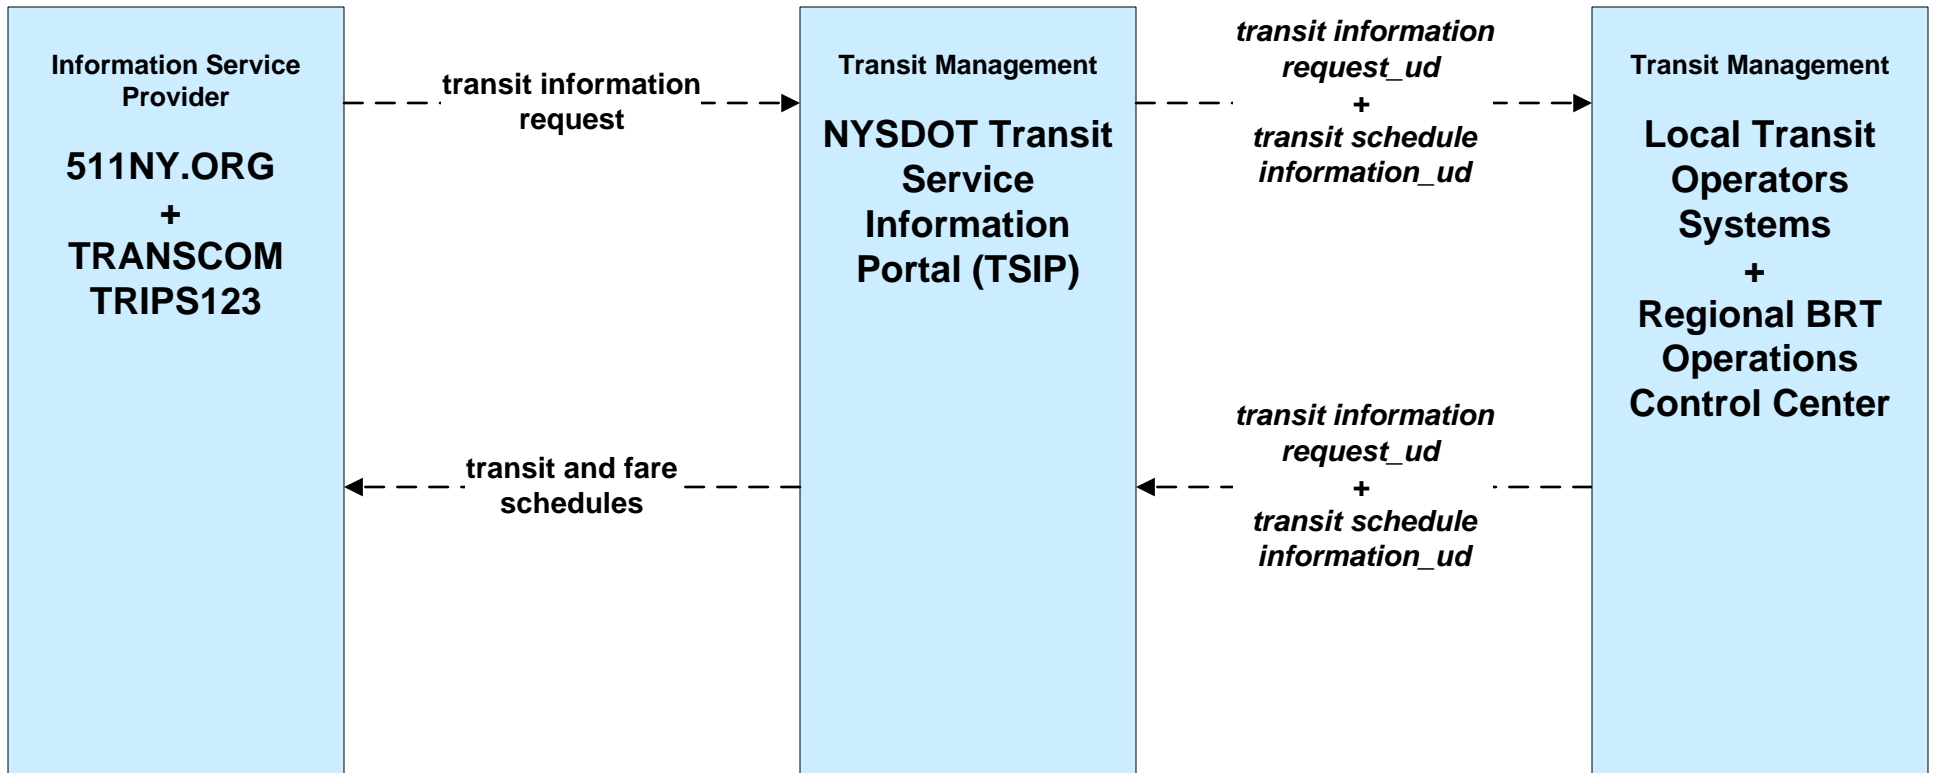 Information Service
Provider
511NY.ORG
+
TRANSCOM
TRIPS123
transit information
request
transit and fare
schedules
Transit Management
NYSDOT Transit
Service
Information
Portal (TSIP)
transit information
request_ud
+
transit schedule
information_ud
transit information
request_ud
+
transit schedule
information_ud
Transit Management
Local Transit
Operators
Systems
+
Regional BRT
Operations
Control Center